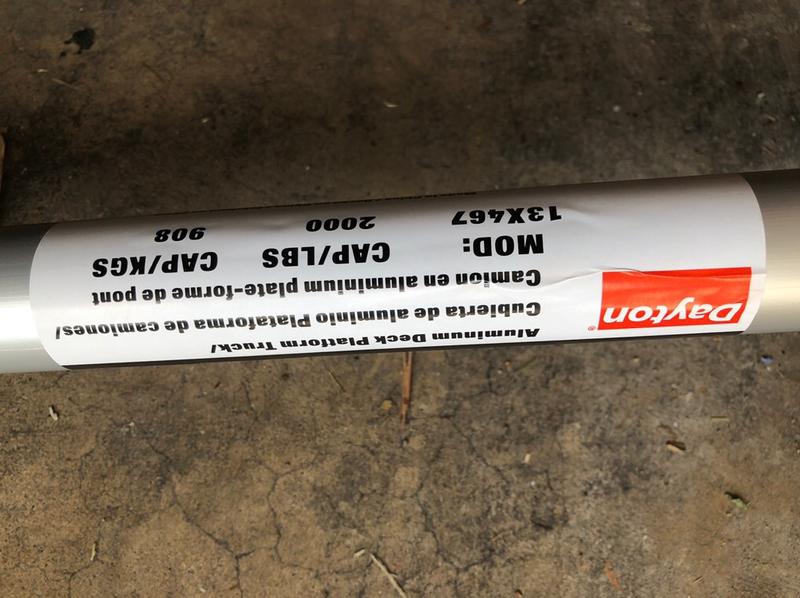 Dayton®
Aluminum Deck Platform Truck/
Cubierta de aluminio Plataforma de camiones/
Camion en aluminium plate-forme de pont
MOD: CAP/LBS CAP/KGS
13X467 2000 908